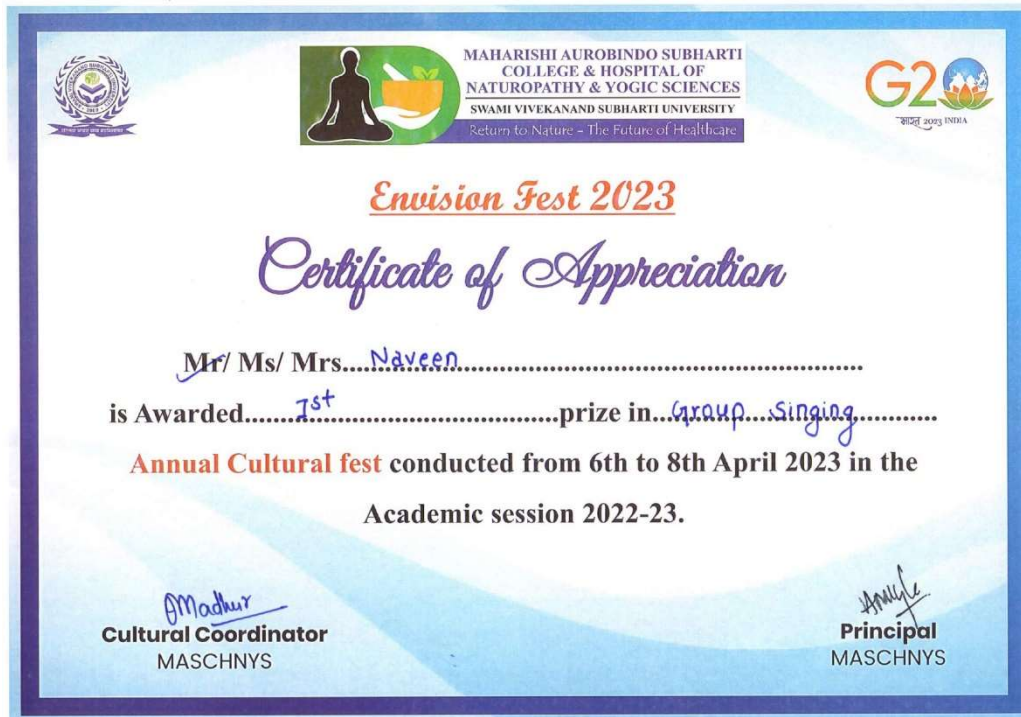 MAHARISHI AUROBINDO SUBHARTI
COLLEGE & HOSPITAL OF
NATUROPATHY & YOGIC SCIENCES
SWAMI VIVEKANAND SUBHARTI UNIVERSITY
Return to Nature - The Future of Healthcare
G20
भारत 2023 INDIA
Envision Fest 2023
Certificate of Appreciation
Mr/ Ms/ Mrs....Naveen....
is Awarded....1st....prize in...Group Singing....
Annual Cultural fest conducted from 6th to 8th April 2023 in the
Academic session 2022-23.
Madhur
Cultural Coordinator
MASCHNYS
Principal
MASCHNYS